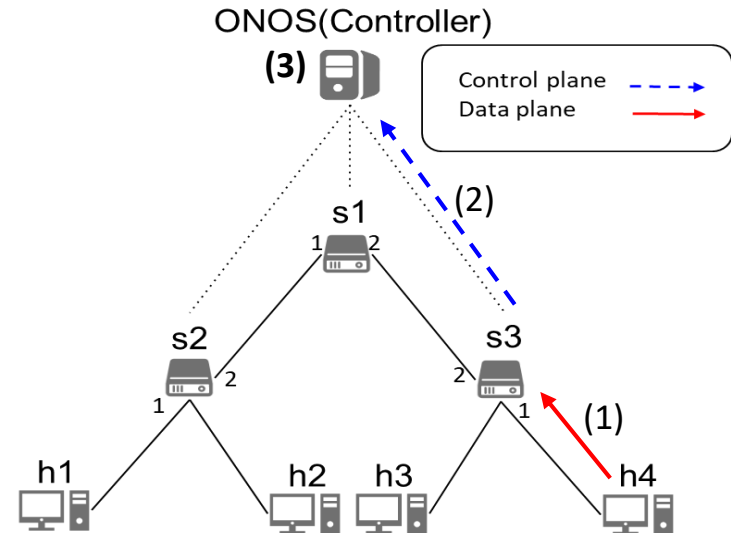 ONOS(Controller)
(3)
Control plane
Data plane
(2)
s1
1 2
s2
s3
2
2
1
1
(1)
h1
h2
h3
h4